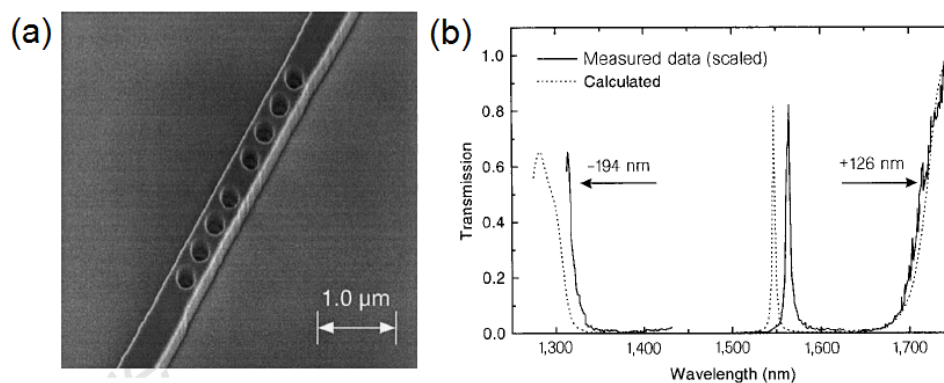 (a)
1.0 μm
(b)
Measured data (scaled)
Calculated
−194 nm
+126 nm
Transmission
1.0
0.8
0.6
0.4
0.2
0.0
1,300 1,400 1,500 1,600 1,700
Wavelength (nm)